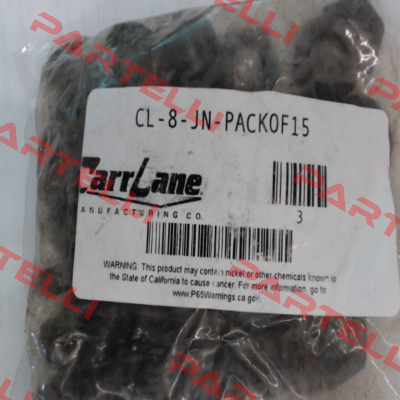 CL-8-JN-PACKOF15
CarrLane
MANUFACTURING CO.
3
WARNING: This product may contain nickel or other chemicals known to
the State of California to cause cancer. For more information, go to
www.P65Warnings.ca.gov.
PARTELLI
PARTELLI
PARTELLI
PARTELLI
PARTELLI